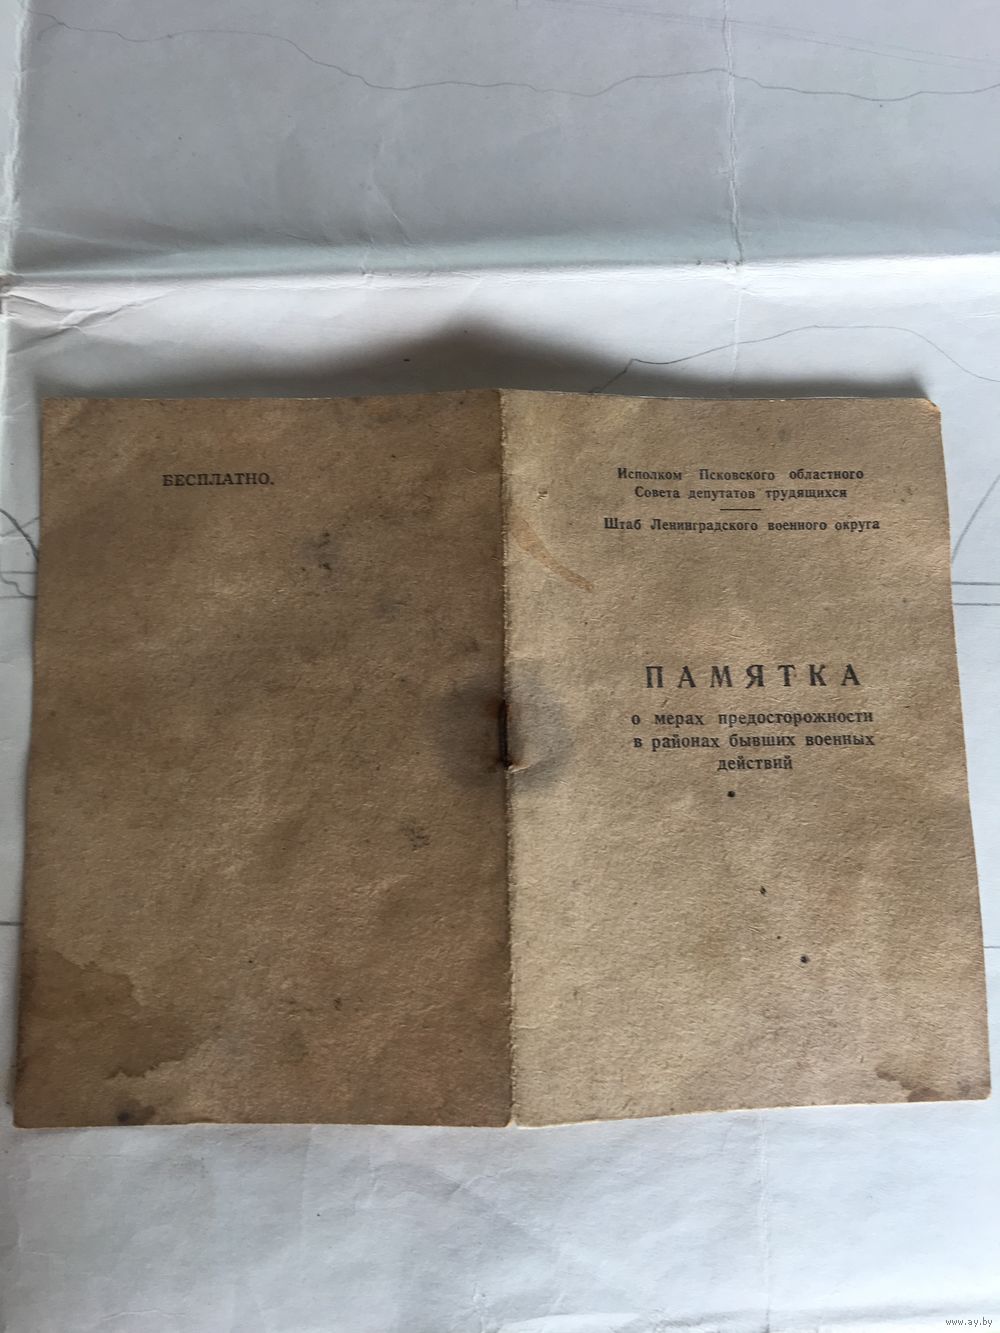 БЕСПЛАТНО.
Исполком Псковского областного
Совета депутатов трудящихся
Штаб Ленинградского военного округа
ПАМЯТКА
о мерах предосторожности
в районах бывших военных
действий
www.ay.by